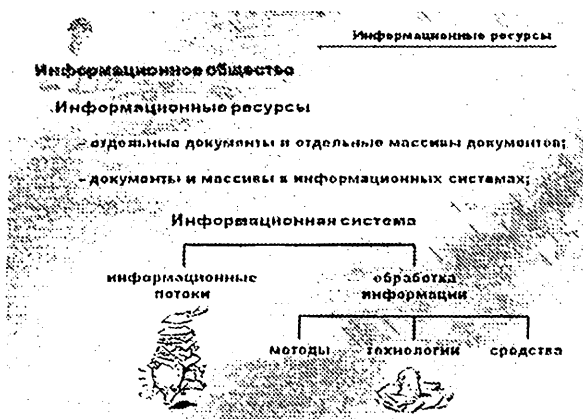 Информационные ресурсы
Информационное общество
Информационные ресурсы
- отдельные документы и отдельные массивы документов;
- документы и массивы в информационных системах;
Информационная система
информационные
потоки
обработка
информации
методы технологии средства